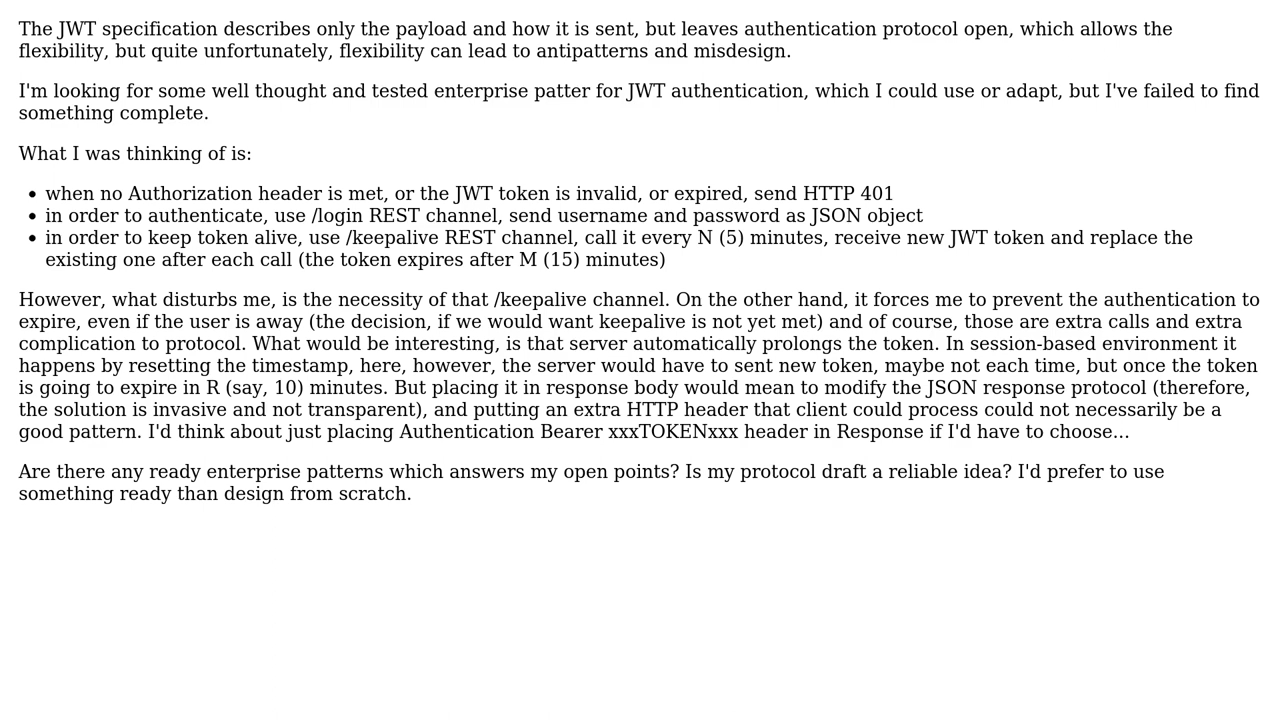 The JWT specification describes only the payload and how it is sent, but leaves authentication protocol open, which allows the
flexibility, but quite unfortunately, flexibility can lead to antipatterns and misdesign.
I'm looking for some well thought and tested enterprise patter for JWT authentication, which I could use or adapt, but I've failed to find
something complete.
What I was thinking of is:
• when no Authorization header is met, or the JWT token is invalid, or expired, send HTTP 401
• in order to authenticate, use /login REST channel, send username and password as JSON object
• in order to keep token alive, use /keepalive REST channel, call it every N (5) minutes, receive new JWT token and replace the
existing one after each call (the token expires after M (15) minutes)
However, what disturbs me, is the necessity of that /keepalive channel. On the other hand, it forces me to prevent the authentication to
expire, even if the user is away (the decision, if we would want keepalive is not yet met) and of course, those are extra calls and extra
complication to protocol. What would be interesting, is that server automatically prolongs the token. In session-based environment it
happens by resetting the timestamp, here, however, the server would have to sent new token, maybe not each time, but once the token
is going to expire in R (say, 10) minutes. But placing it in response body would mean to modify the JSON response protocol (therefore,
the solution is invasive and not transparent), and putting an extra HTTP header that client could process could not necessarily be a
good pattern. I'd think about just placing Authentication Bearer xxxTOKENxxx header in Response if I'd have to choose...
Are there any ready enterprise patterns which answers my open points? Is my protocol draft a reliable idea? I'd prefer to use
something ready than design from scratch.